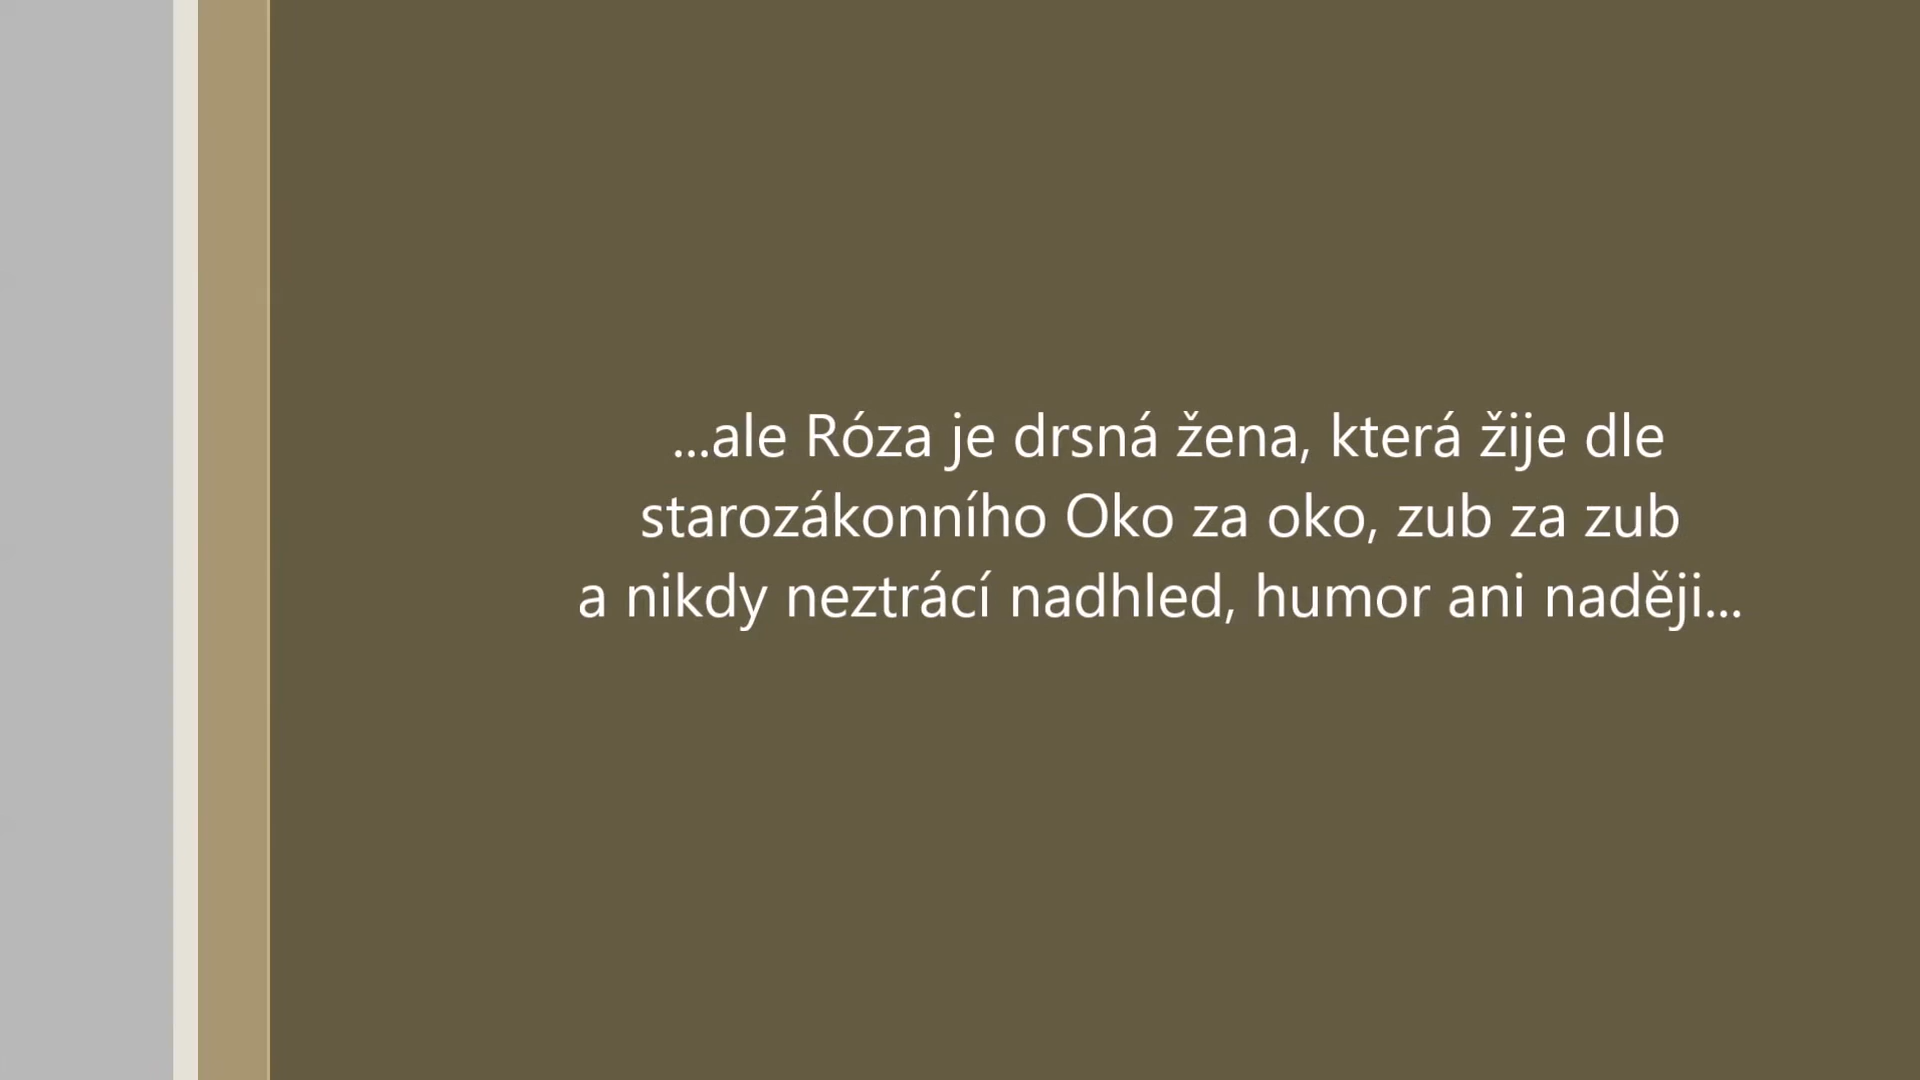 ...ale Róza je drsná žena, která žije dle
starozákonního Oko za oko, zub za zub
a nikdy neztrácí nadhled, humor ani naději...